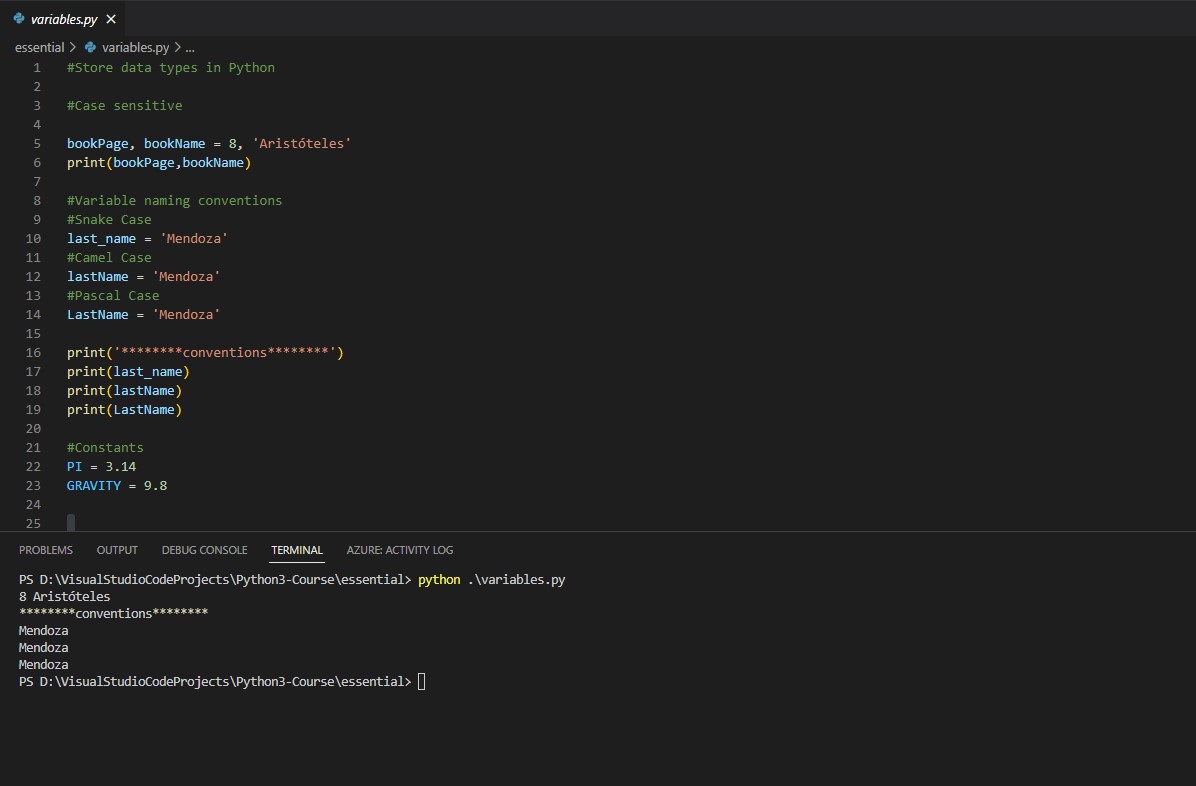 variables.py
essential > variables.py > ...
1 #Store data types in Python
2
3 #Case sensitive
4
5 bookPage, bookName = 8, 'Aristóteles'
6 print(bookPage,bookName)
7
8 #Variable naming conventions
9 #Snake Case
10 last_name = 'Mendoza'
11 #Camel Case
12 lastName = 'Mendoza'
13 #Pascal Case
14 LastName = 'Mendoza'
15
16 print('********conventions********')
17 print(last_name)
18 print(lastName)
19 print(LastName)
20
21 #Constants
22 PI = 3.14
23 GRAVITY = 9.8
24
25
PROBLEMS OUTPUT DEBUG CONSOLE TERMINAL AZURE: ACTIVITY LOG
PS D:\VisualStudioCodeProjects\Python3-Course\essential> python .\variables.py
8 Aristóteles
********conventions********
Mendoza
Mendoza
Mendoza
PS D:\VisualStudioCodeProjects\Python3-Course\essential>